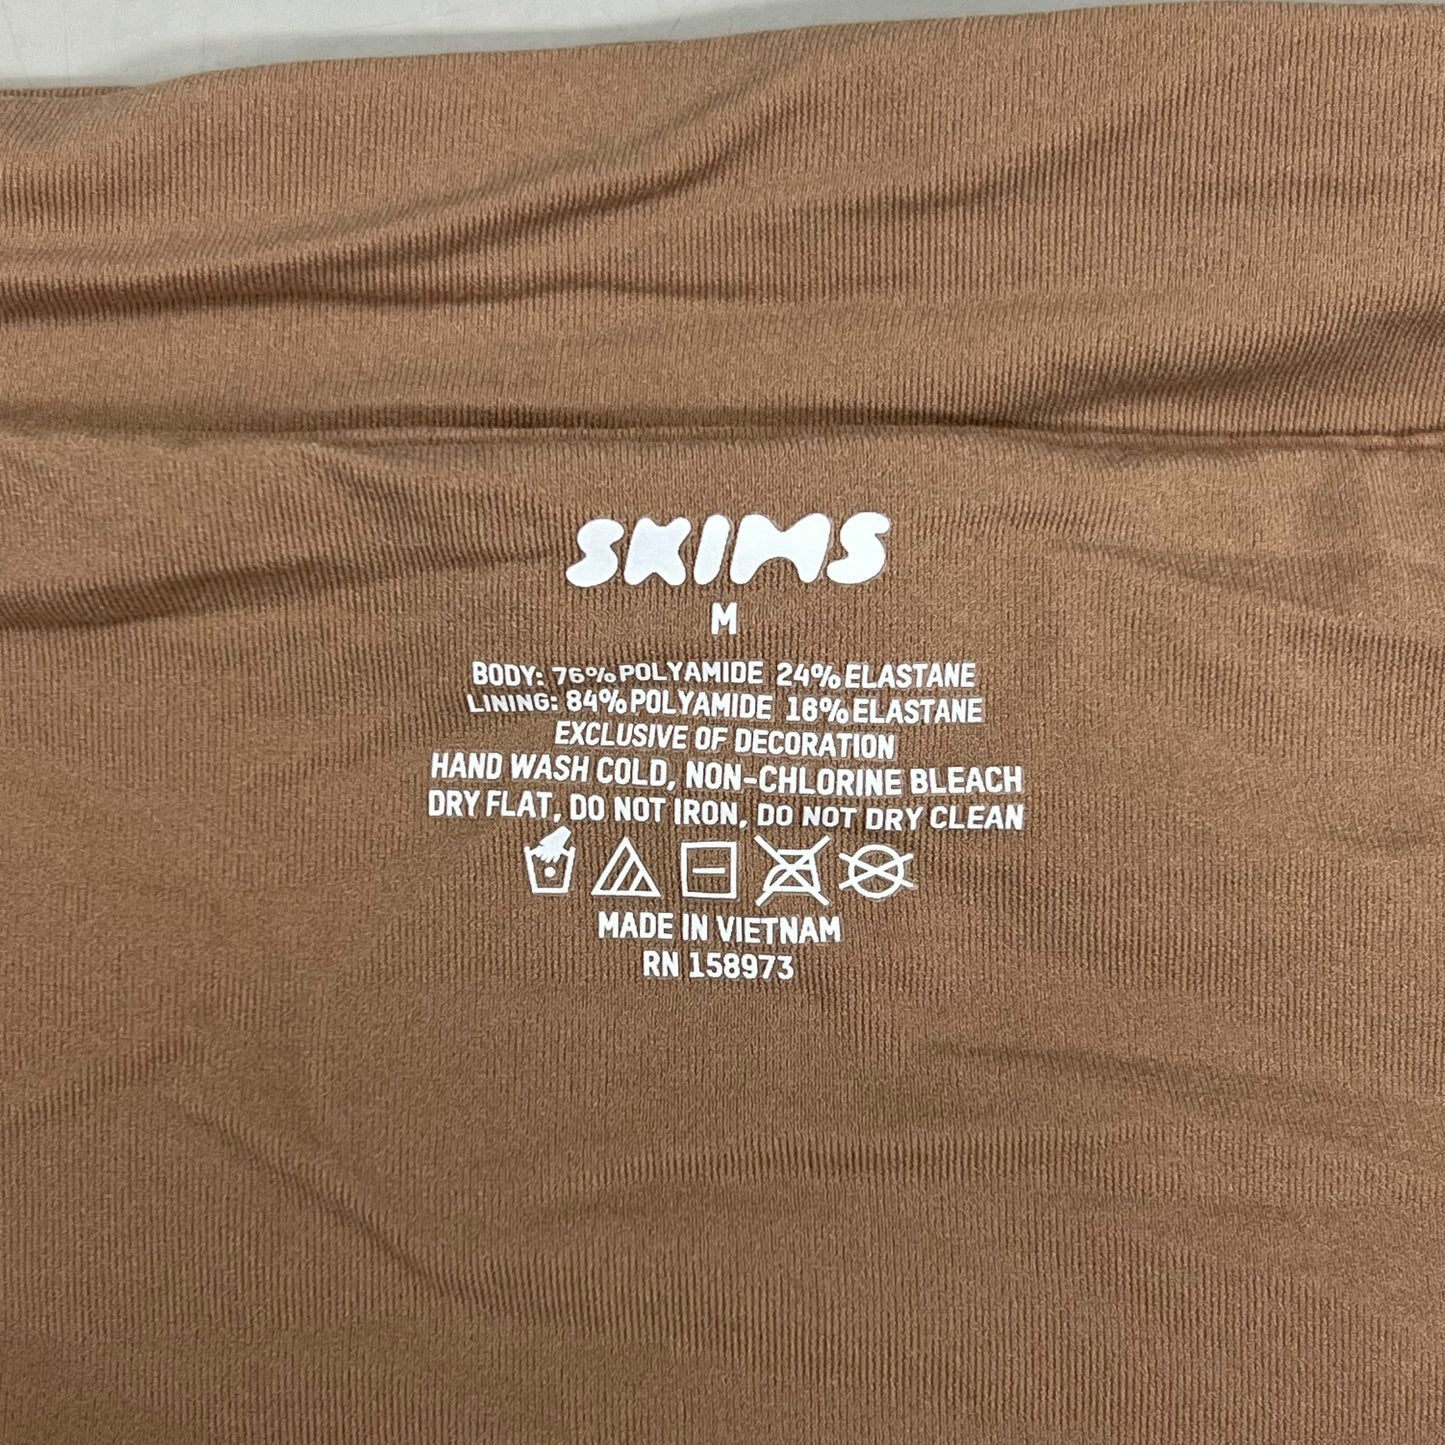 SKIMS
M
BODY: 76% POLYAMIDE 24% ELASTANE
LINING: 84% POLYAMIDE 16% ELASTANE
EXCLUSIVE OF DECORATION
HAND WASH COLD, NON-CHLORINE BLEACH
DRY FLAT, DO NOT IRON, DO NOT DRY CLEAN
MADE IN VIETNAM
RN 158973